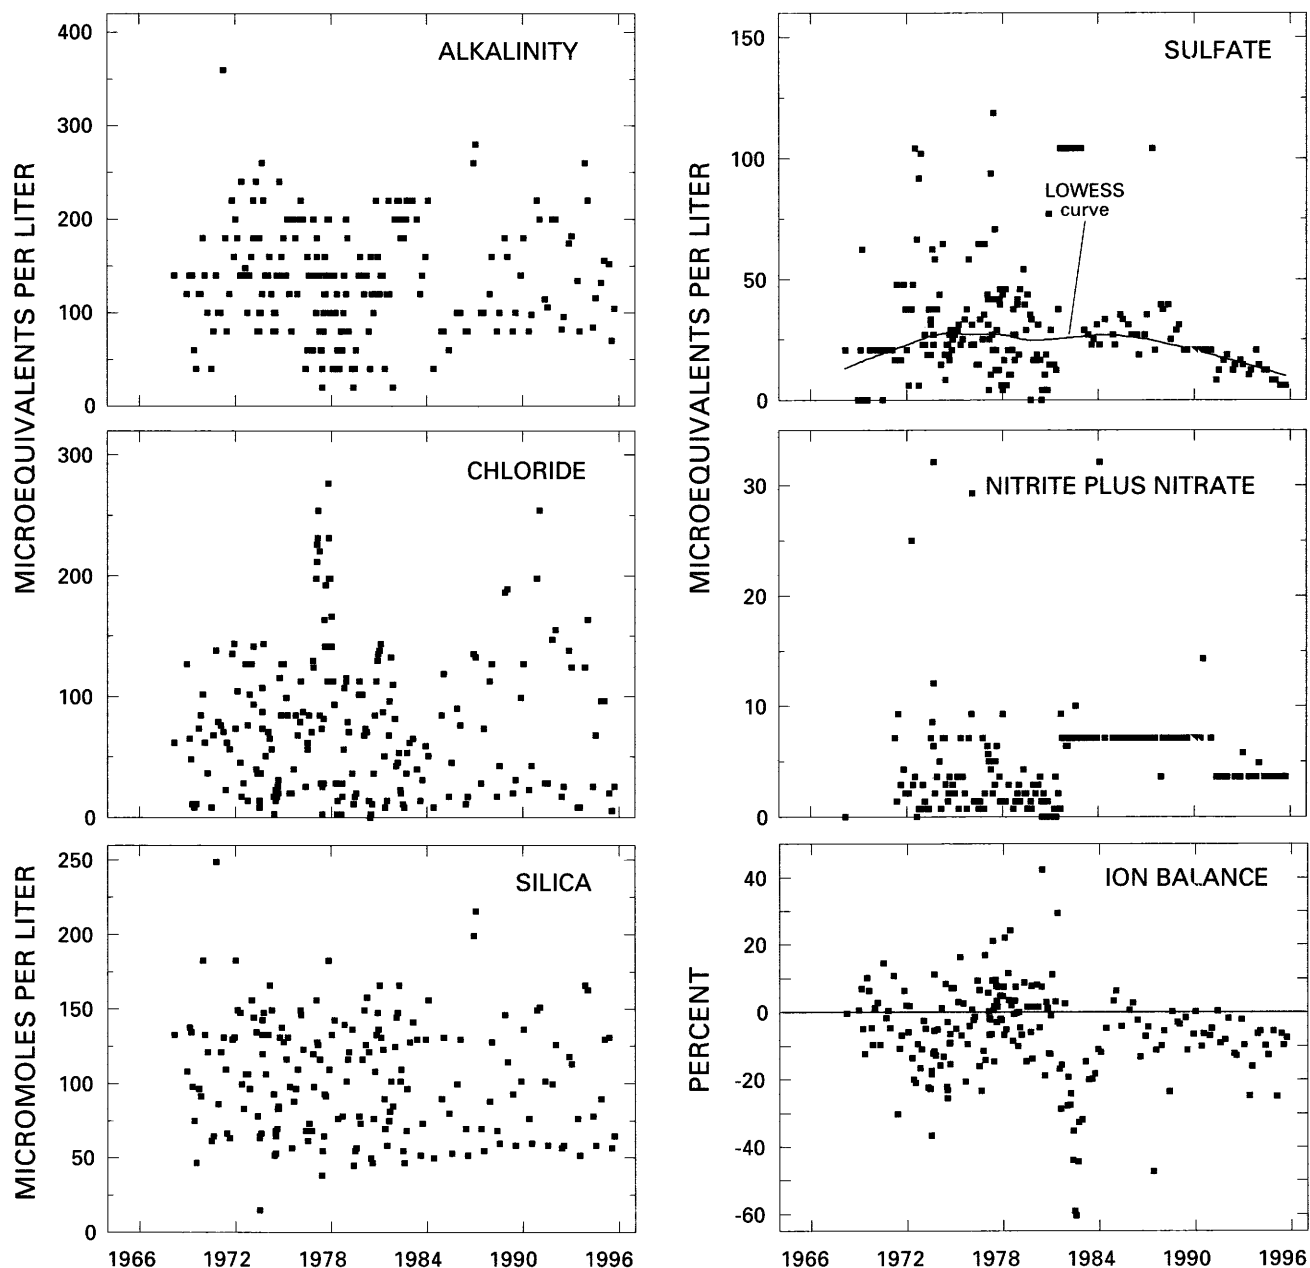 ALKALINITY
400
300
200
100
0
MICROEQUIVALENTS PER LITER
SULFATE
150
100
50
0
LOWESS
curve
MICROEQUIVALENTS PER LITER
CHLORIDE
300
200
100
0
NITRITE PLUS NITRATE
30
20
10
0
SILICA
250
200
150
100
50
0
MICROMOLES PER LITER
1966 1972 1978 1984 1990 1996
ION BALANCE
40
20
0
-20
-40
-60
PERCENT
1966 1972 1978 1984 1990 1996